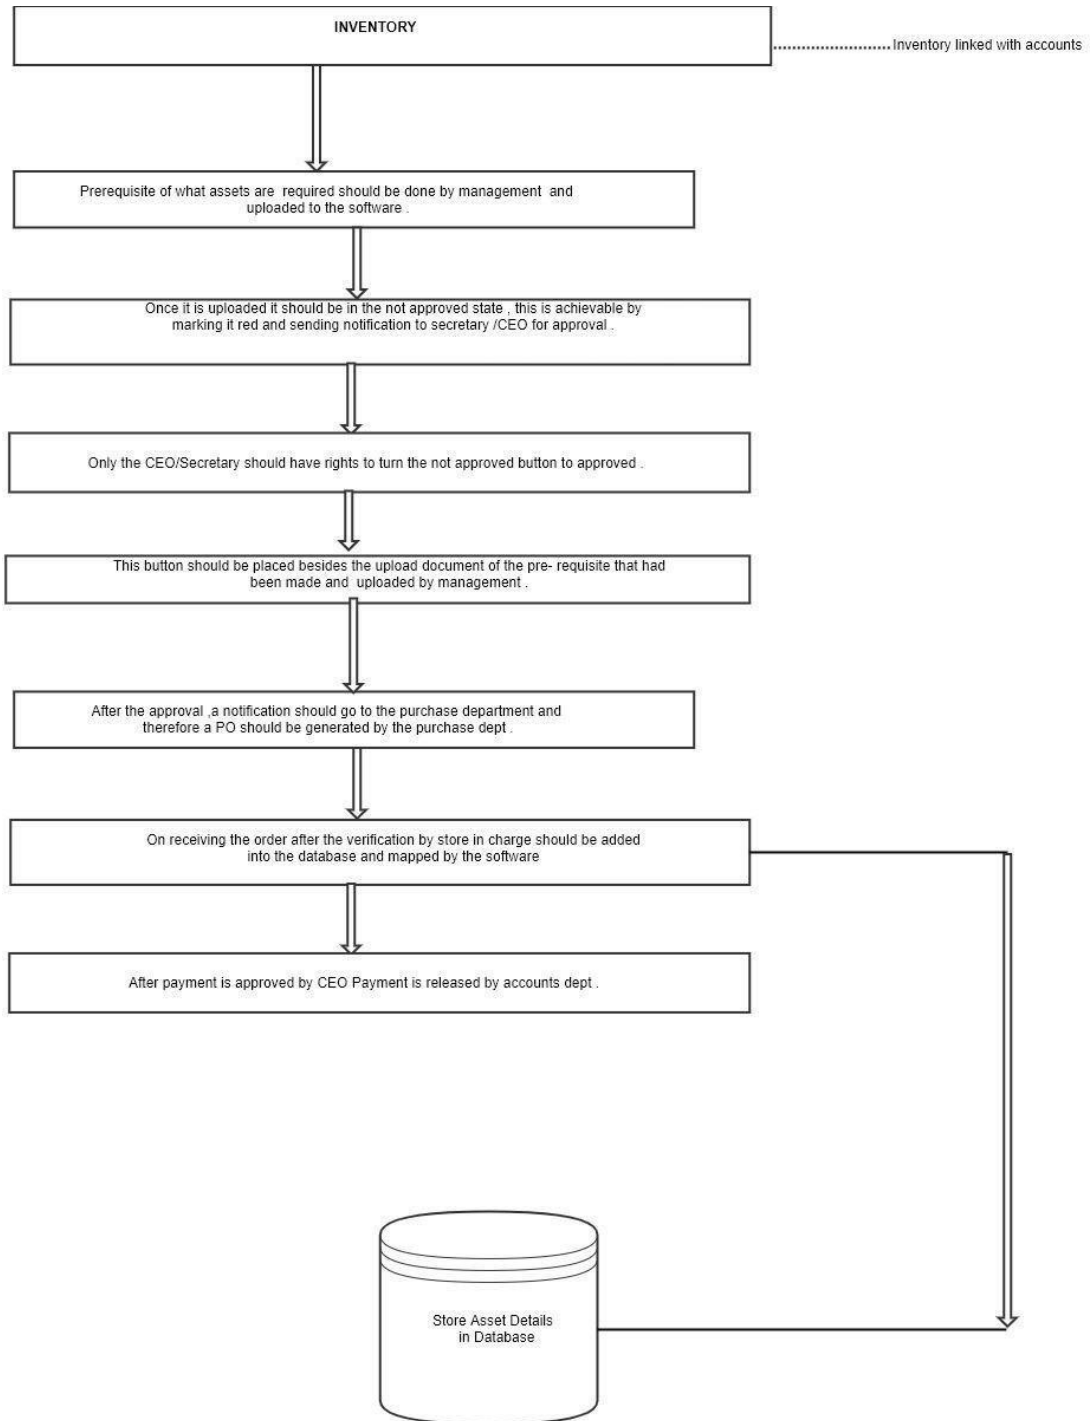 INVENTORY
Inventory linked with accounts
Prerequisite of what assets are required should be done by management and
uploaded to the software .
Once it is uploaded it should be in the not approved state , this is achievable by
marking it red and sending notification to secretary /CEO for approval .
Only the CEO/Secretary should have rights to turn the not approved button to approved .
This button should be placed besides the upload document of the pre- requisite that had
been made and uploaded by management .
After the approval ,a notification should go to the purchase department and
therefore a PO should be generated by the purchase dept .
On receiving the order after the verification by store in charge should be added
into the database and mapped by the software
After payment is approved by CEO Payment is released by accounts dept .
Store Asset Details
in Database